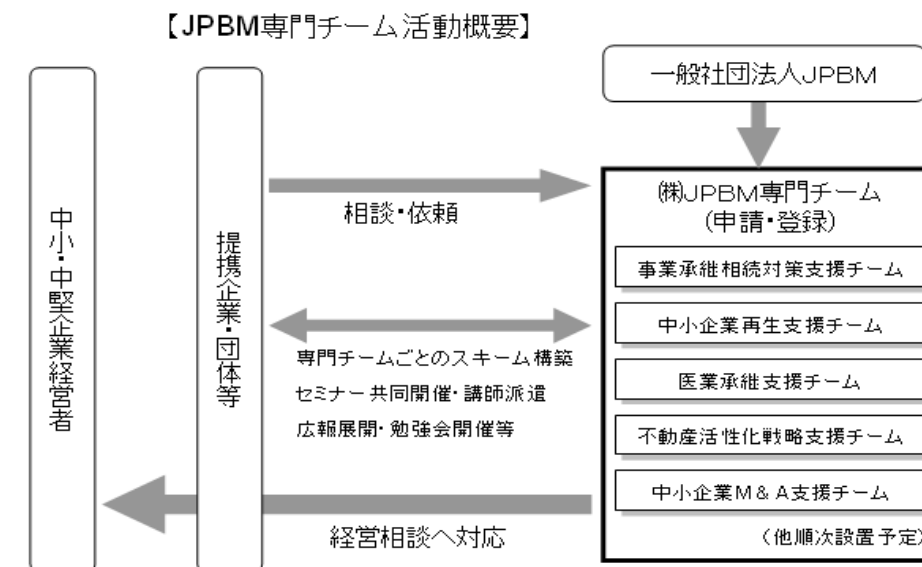 【JPBM専門チーム活動概要】
一般社団法人JPBM
中小・中堅企業経営者
提携企業・団体等
相談・依頼
専門チームごとのスキーム構築
セミナー共同開催・講師派遣
広報展開・勉強会開催等
経営相談へ対応
㈱JPBM専門チーム
(申請・登録)
事業承継相続対策支援チーム
中小企業再生支援チーム
医業承継支援チーム
不動産活性化戦略支援チーム
中小企業M&A支援チーム
(他順次設置予定)